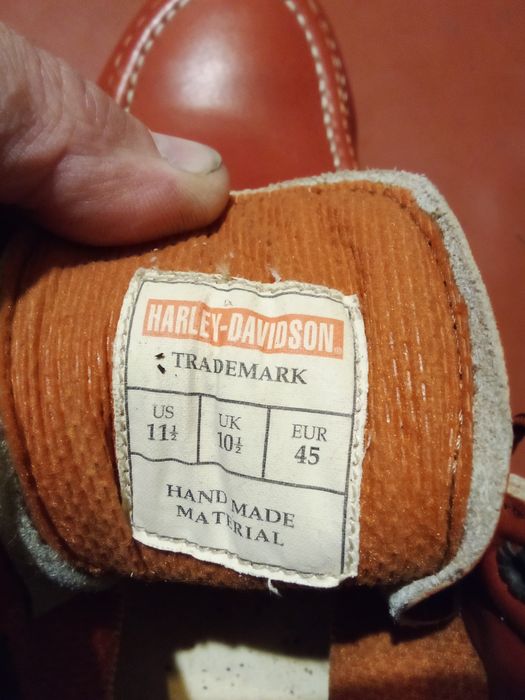 HARLEY-DAVIDSON
TRADEMARK
US UK EUR
11½ 10½ 45
HAND MADE
MATERIAL